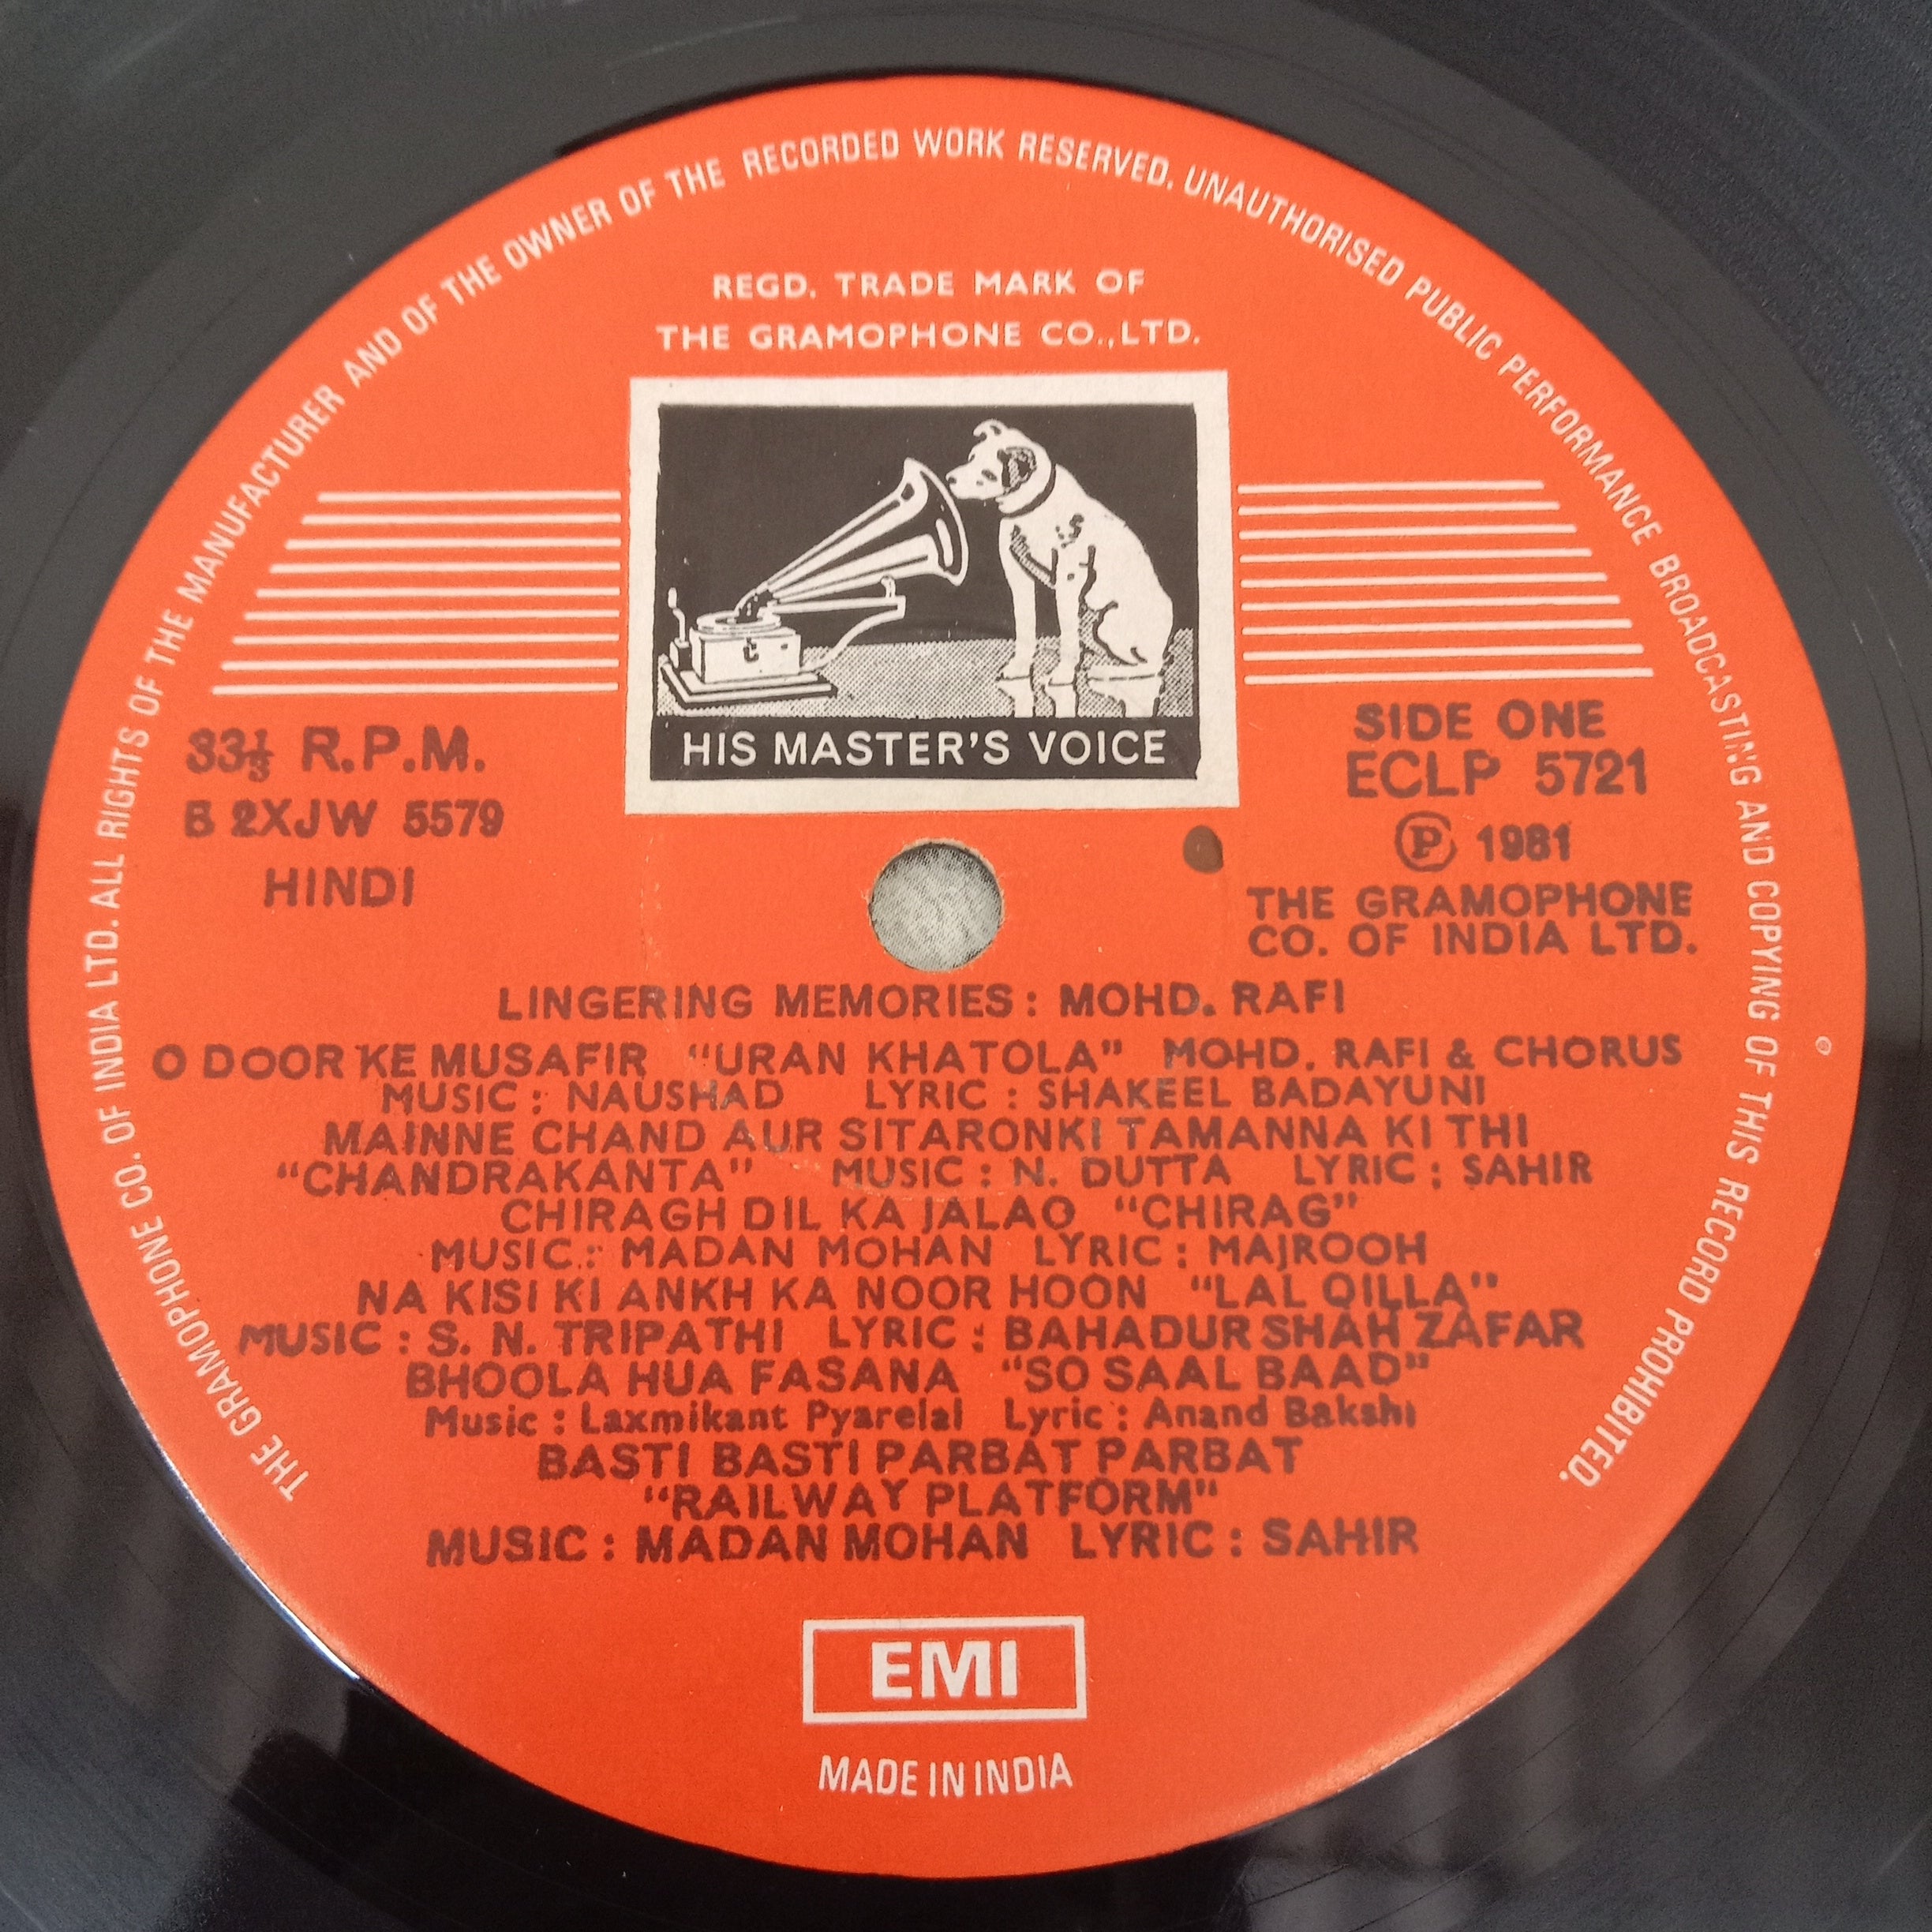 THE GRAMOPHONE CO. OF INDIA LTD. ALL RIGHTS OF THE MANUFACTURER AND OF THE OWNER OF THE RECORDED WORK RESERVED. UNAUTHORISED PUBLIC PERFORMANCE BROADCASTING AND COPYING OF THIS RECORD PROHIBITED.
REGD. TRADE MARK OF
THE GRAMOPHONE CO.,LTD.
HIS MASTER'S VOICE
33⅓ R.P.M.
B 2XJW 5579
HINDI
SIDE ONE
ECLP 5721
Ⓟ 1981
THE GRAMOPHONE
CO. OF INDIA LTD.
LINGERING MEMORIES : MOHD. RAFI
O DOOR KE MUSAFIR "URAN KHATOLA" MOHD. RAFI & CHORUS
MUSIC : NAUSHAD LYRIC : SHAKEEL BADAYUNI
MAINNE CHAND AUR SITARONKI TAMANNA KI THI
"CHANDRAKANTA" MUSIC : N. DUTTA LYRIC : SAHIR
CHIRAGH DIL KA JALAO "CHIRAG"
MUSIC : MADAN MOHAN LYRIC : MAJROOH
NA KISI KI ANKH KA NOOR HOON "LAL QILLA"
MUSIC : S. N. TRIPATHI LYRIC : BAHADUR SHAH ZAFAR
BHOOLA HUA FASANA "SO SAAL BAAD"
Music : Laxmikant Pyarelal Lyric : Anand Bakshi
BASTI BASTI PARBAT PARBAT
"RAILWAY PLATFORM"
MUSIC : MADAN MOHAN LYRIC : SAHIR
EMI
MADE IN INDIA